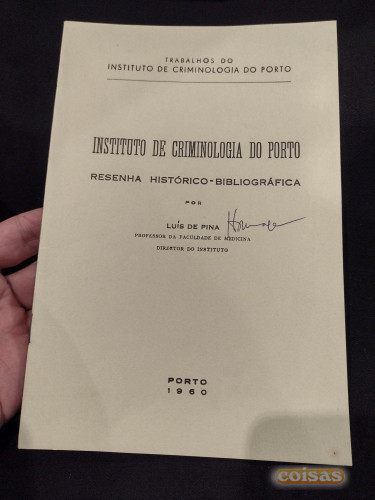 TRABALHOS DO
INSTITUTO DE CRIMINOLOGIA DO PORTO
INSTITUTO DE CRIMINOLOGIA DO PORTO
RESENHA HISTÓRICO-BIBLIOGRÁFICA
POR
LUÍS DE PINA
PROFESSOR DA FACULDADE DE MEDICINA
DIRECTOR DO INSTITUTO
PORTO
1960
coisas